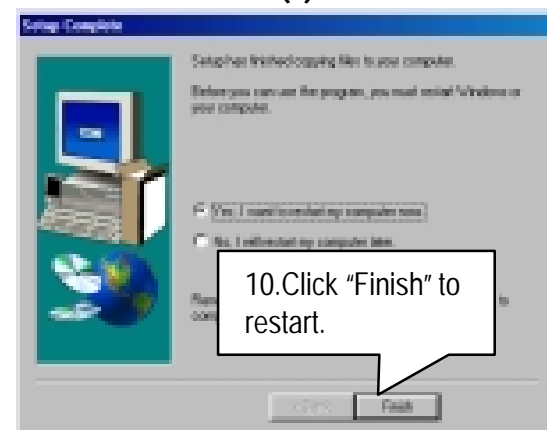 Setup Complete
Setup has finished copying files to your computer.
Before you can use the program, you must restart Windows or
your computer.
Yes, I want to restart my computer now.
No, I will restart my computer later.
10.Click “Finish” to
restart.
to
Finish